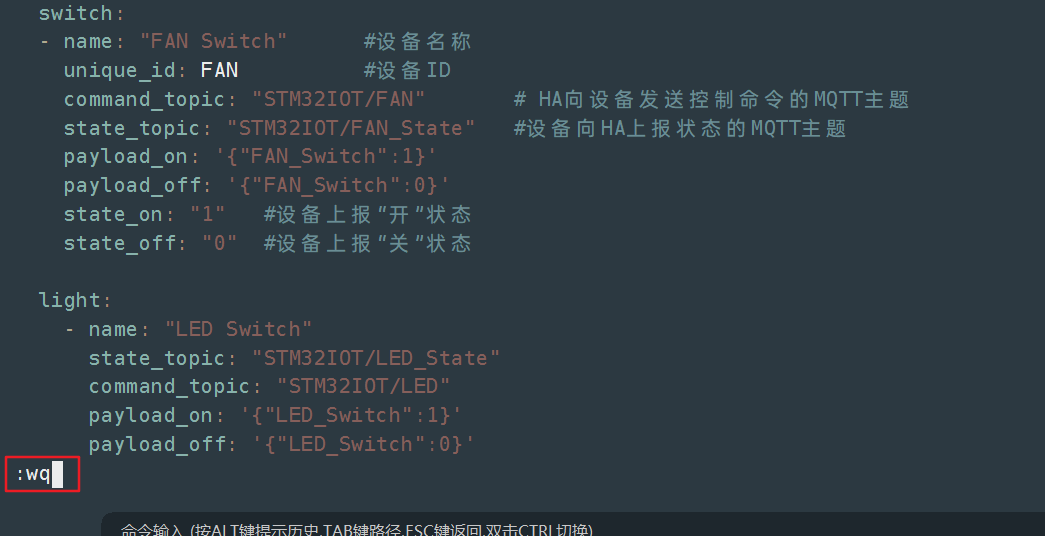 switch:
- name: "FAN Switch" #设备名称
unique_id: FAN #设备ID
command_topic: "STM32IOT/FAN" # HA向设备发送控制命令的MQTT主题
state_topic: "STM32IOT/FAN_State" #设备向HA上报状态的MQTT主题
payload_on: '{"FAN_Switch":1}'
payload_off: '{"FAN_Switch":0}'
state_on: "1" #设备上报"开"状态
state_off: "0" #设备上报"关"状态
light:
- name: "LED Switch"
state_topic: "STM32IOT/LED_State"
command_topic: "STM32IOT/LED"
payload_on: '{"LED_Switch":1}'
payload_off: '{"LED_Switch":0}'
:wq
命令输入 (按ALT键提示历史,TAB键路径,ESC键返回,双击CTRL切换)